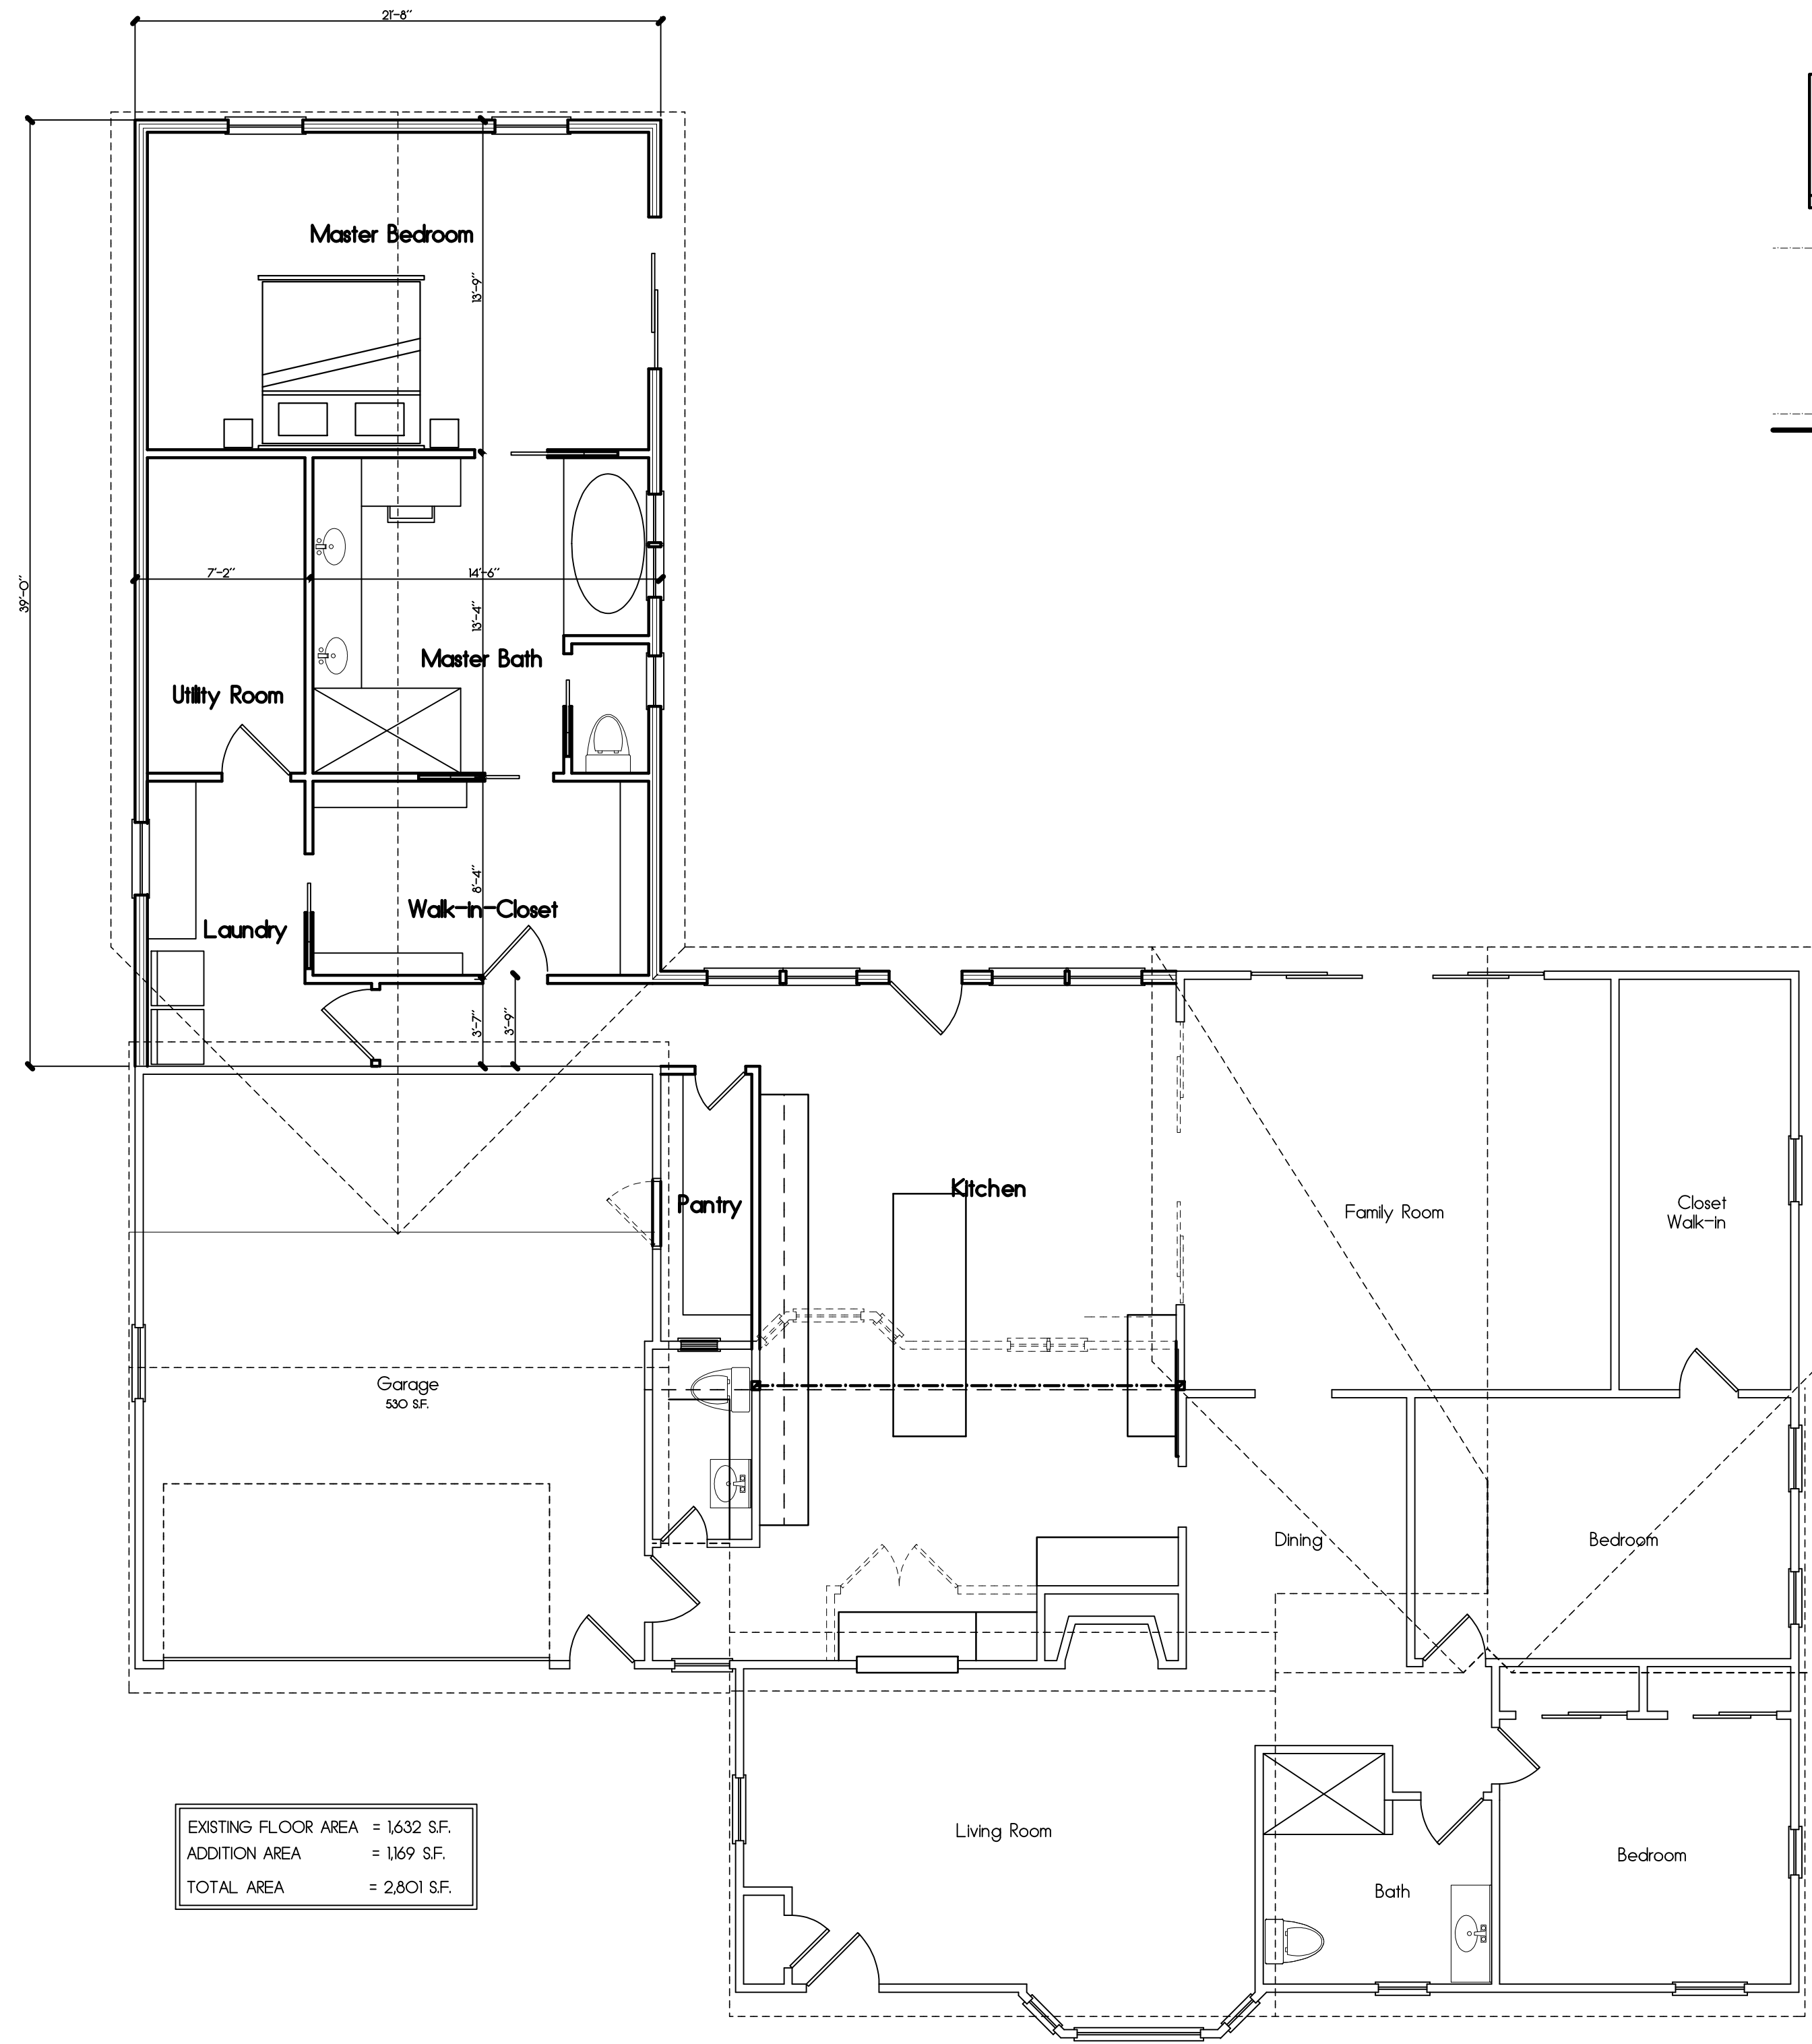 21'-8"
Master Bedroom
13'-9"
39'-0"
7'-2"
14'-6"
13'-4"
Master Bath
Utility Room
8'-4"
Walk-in-Closet
Laundry
3'-7"
3'-9"
Kitchen
Pantry
Family Room
Closet
Walk-in
Garage
530 S.F.
Dining
Bedroom
EXISTING FLOOR AREA = 1,632 S.F.
ADDITION AREA = 1,169 S.F.
TOTAL AREA = 2,801 S.F.
Living Room
Bedroom
Bath